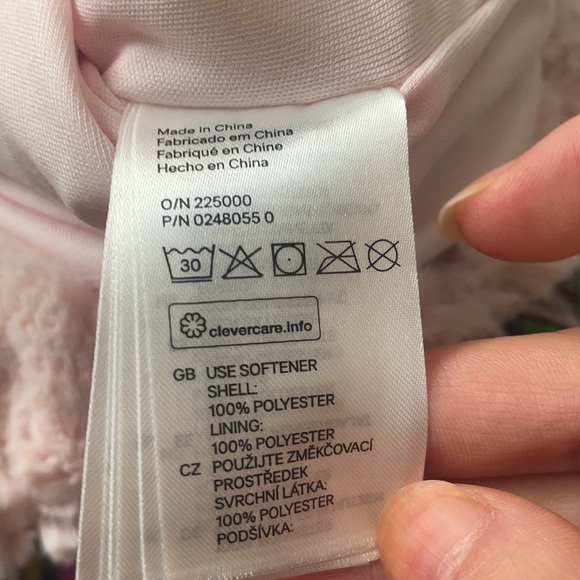 Made in China
Fabricado em China
Fabriqué en Chine
Hecho en China
O/N 225000
P/N 0248055 0
30
clevercare.info
GB USE SOFTENER
SHELL:
100% POLYESTER
LINING:
100% POLYESTER
CZ POUŽIJTE ZMĚKČOVACÍ
PROSTŘEDEK
SVRCHNÍ LÁTKA:
100% POLYESTER
PODŠÍVKA: